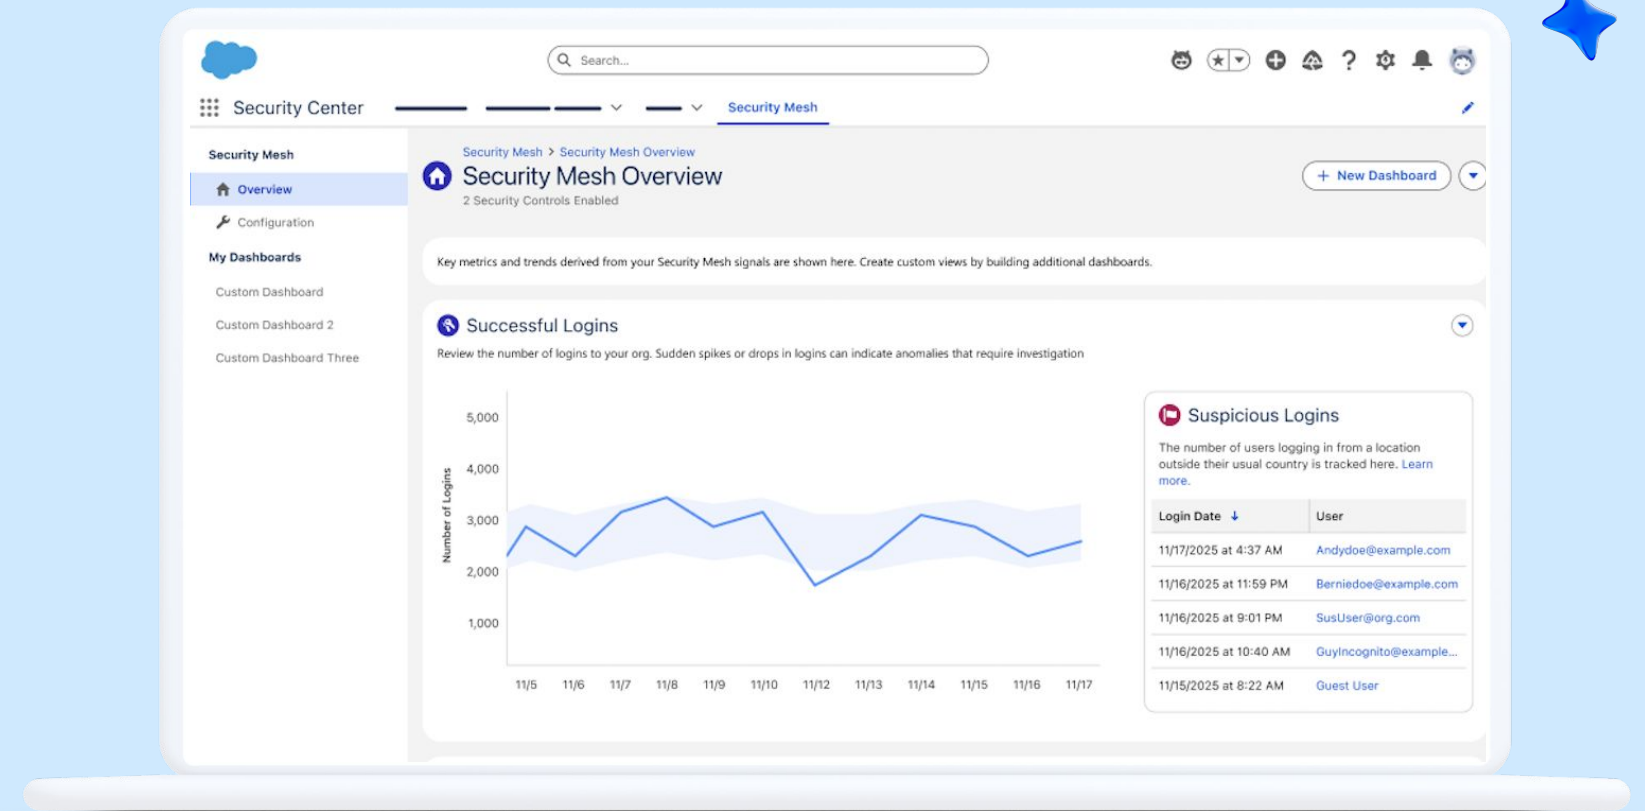 Search...
Security Center
Security Mesh
Security Mesh
Overview
Configuration
My Dashboards
Custom Dashboard
Custom Dashboard 2
Custom Dashboard Three
Security Mesh > Security Mesh Overview
Security Mesh Overview
2 Security Controls Enabled
+ New Dashboard
Key metrics and trends derived from your Security Mesh signals are shown here. Create custom views by building additional dashboards.
Successful Logins
Review the number of logins to your org. Sudden spikes or drops in logins can indicate anomalies that require investigation
Number of Logins
5,000
4,000
3,000
2,000
1,000
11/5 11/6 11/7 11/8 11/9 11/10 11/12 11/13 11/14 11/15 11/16 11/17
Suspicious Logins
The number of users logging in from a location
outside their usual country is tracked here. Learn
more.
Login Date User
11/17/2025 at 4:37 AM Andydoe@example.com
11/16/2025 at 11:59 PM Berniedoe@example.com
11/16/2025 at 9:01 PM SusUser@org.com
11/16/2025 at 10:40 AM GuyIncognito@example...
11/15/2025 at 8:22 AM Guest User